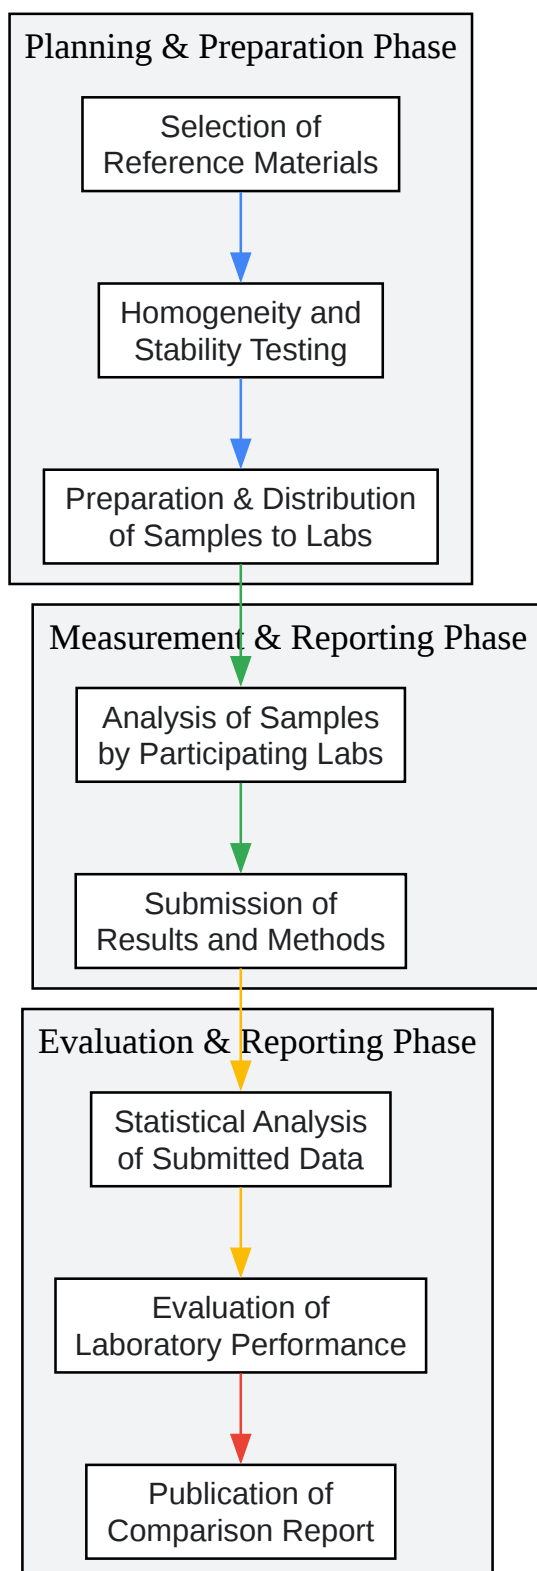 Planning & Preparation Phase
Selection of
Reference Materials
Homogeneity and
Stability Testing
Preparation & Distribution
of Samples to Labs
Measurement & Reporting Phase
Analysis of Samples
by Participating Labs
Submission of
Results and Methods
Evaluation & Reporting Phase
Statistical Analysis
of Submitted Data
Evaluation of
Laboratory Performance
Publication of
Comparison Report